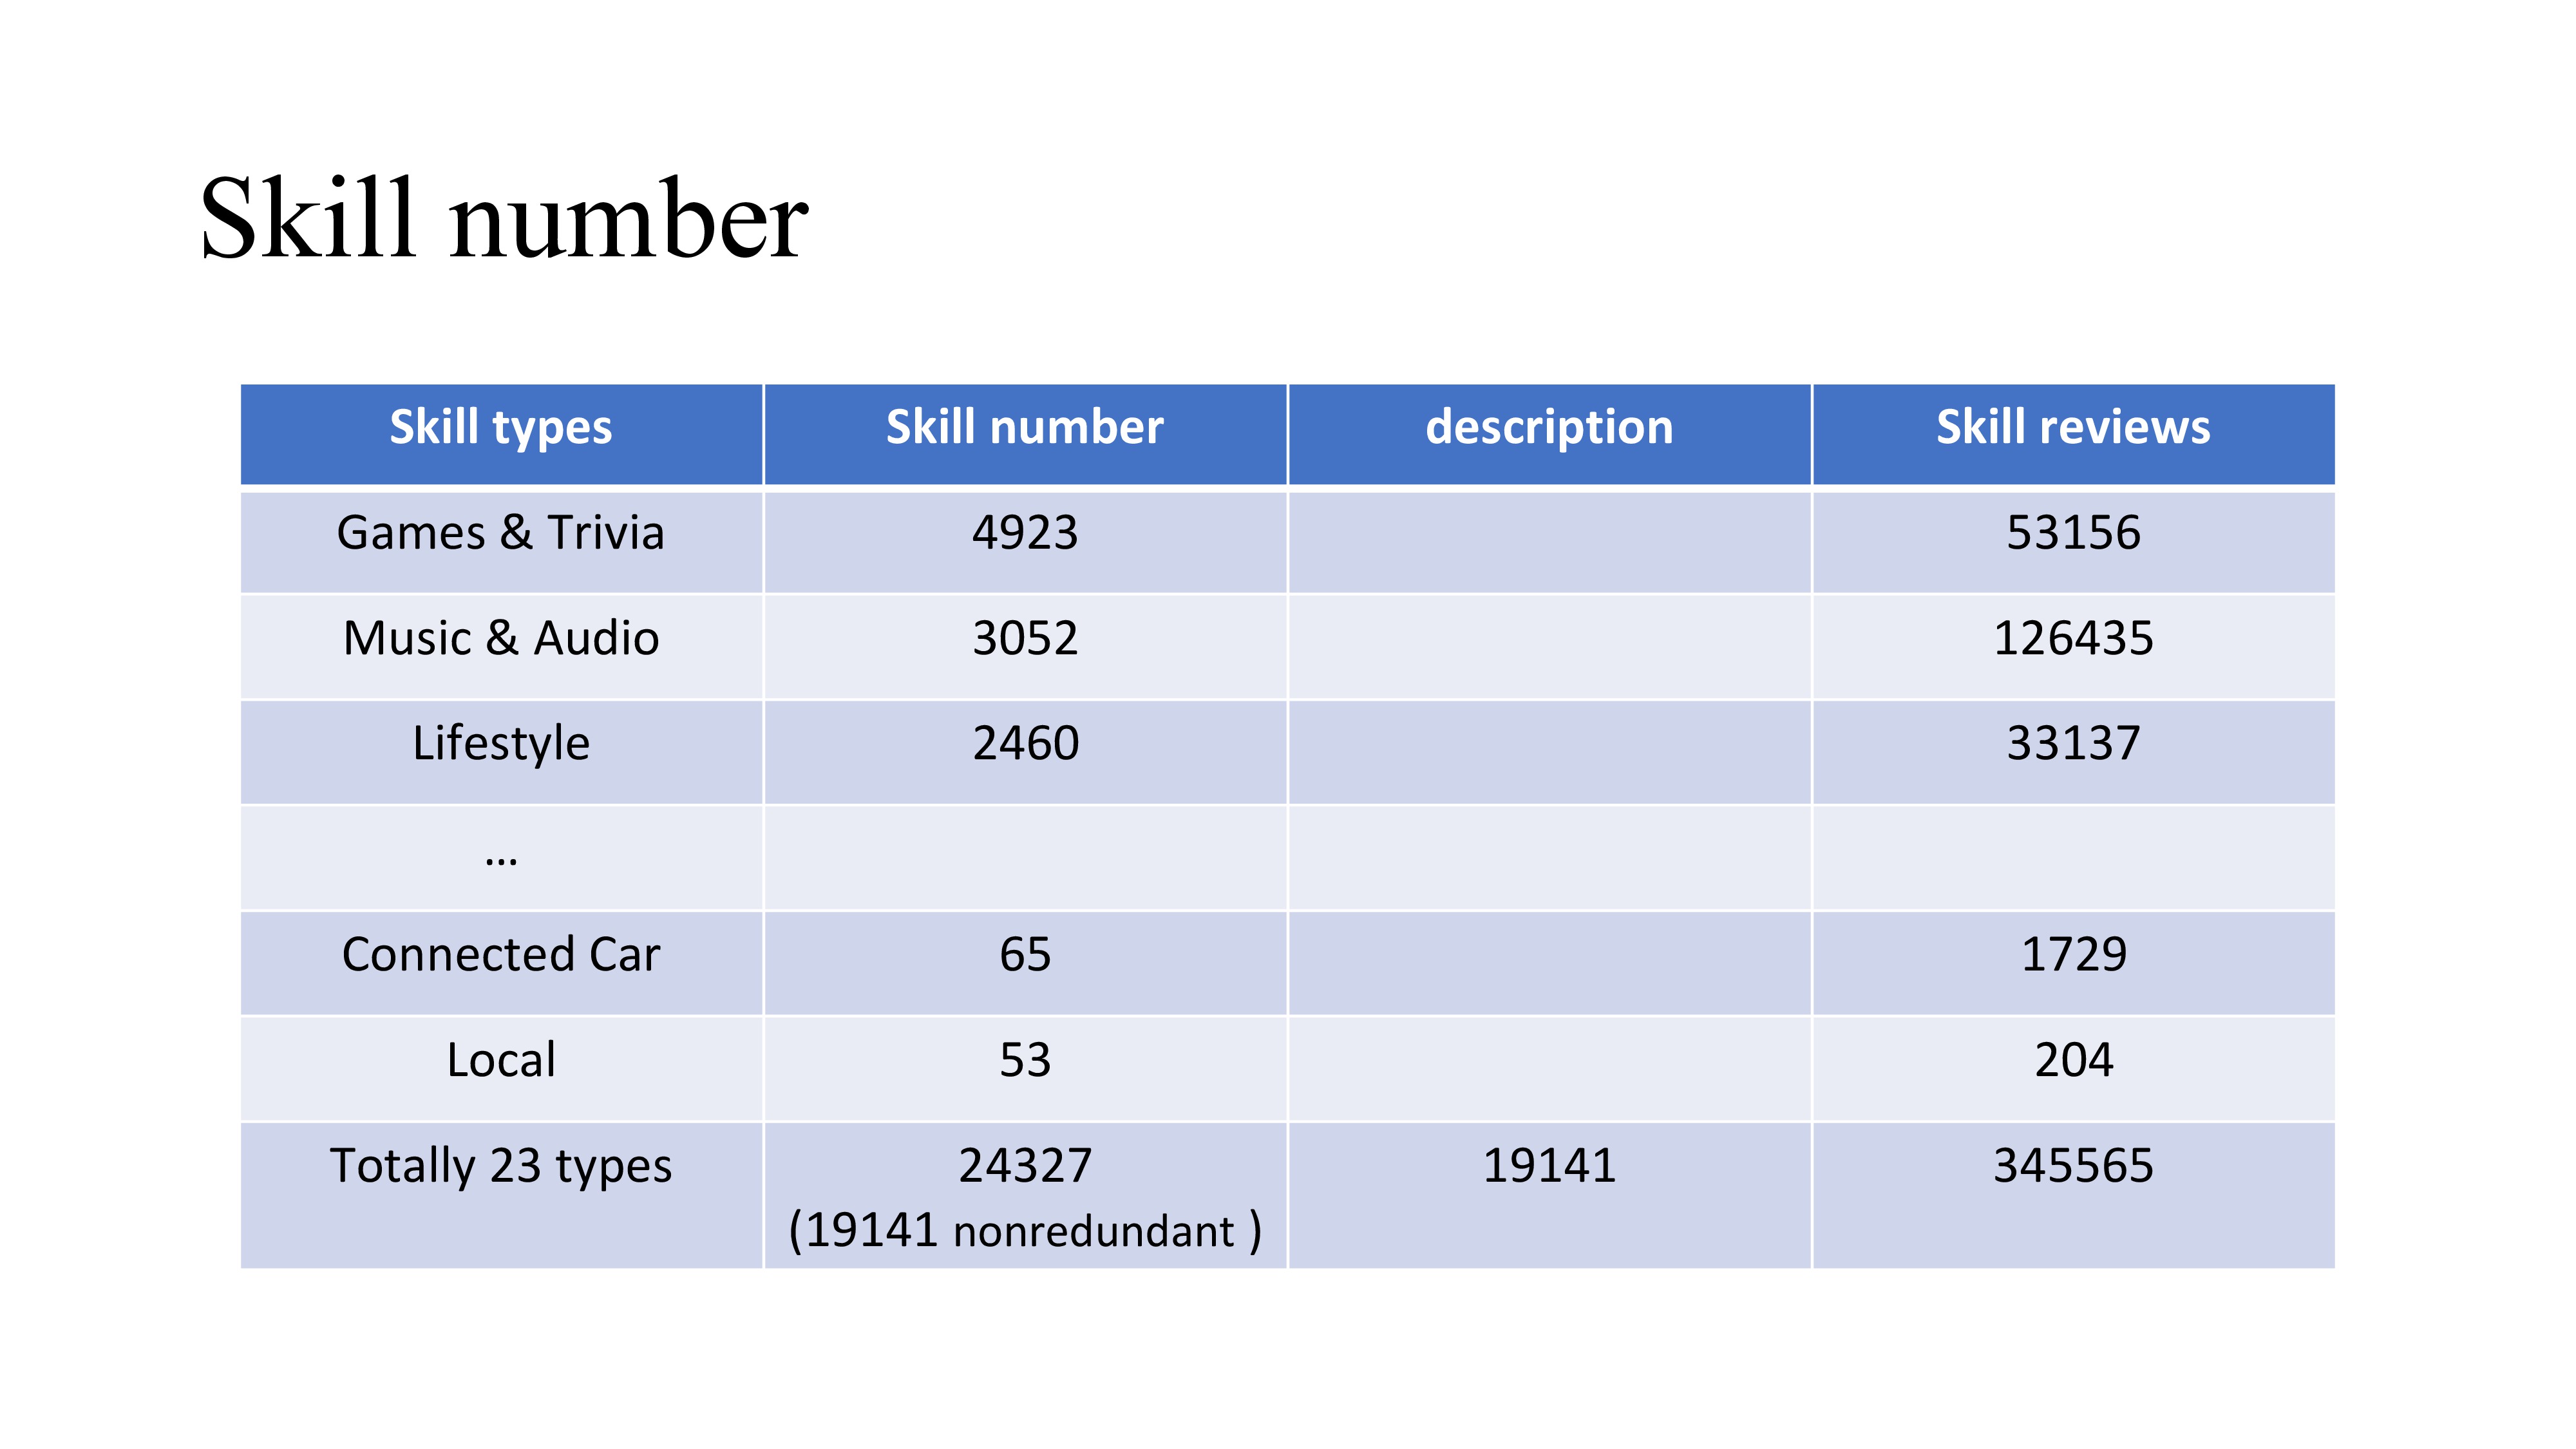 Skill number
Skill types Skill number description Skill reviews
Games & Trivia 4923 53156
Music & Audio 3052 126435
Lifestyle 2460 33137
...
Connected Car 65 1729
Local 53 204
Totally 23 types 24327 19141 345565
(19141 nonredundant )